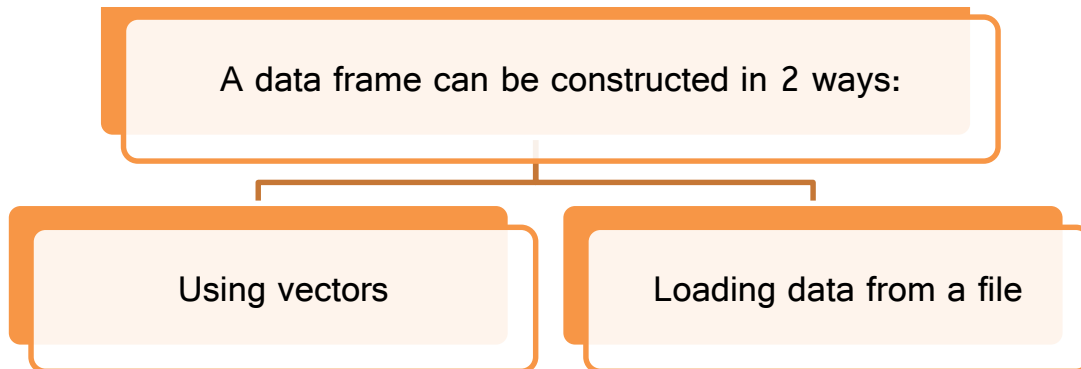 A data frame can be constructed in 2 ways:
Using vectors
Loading data from a file